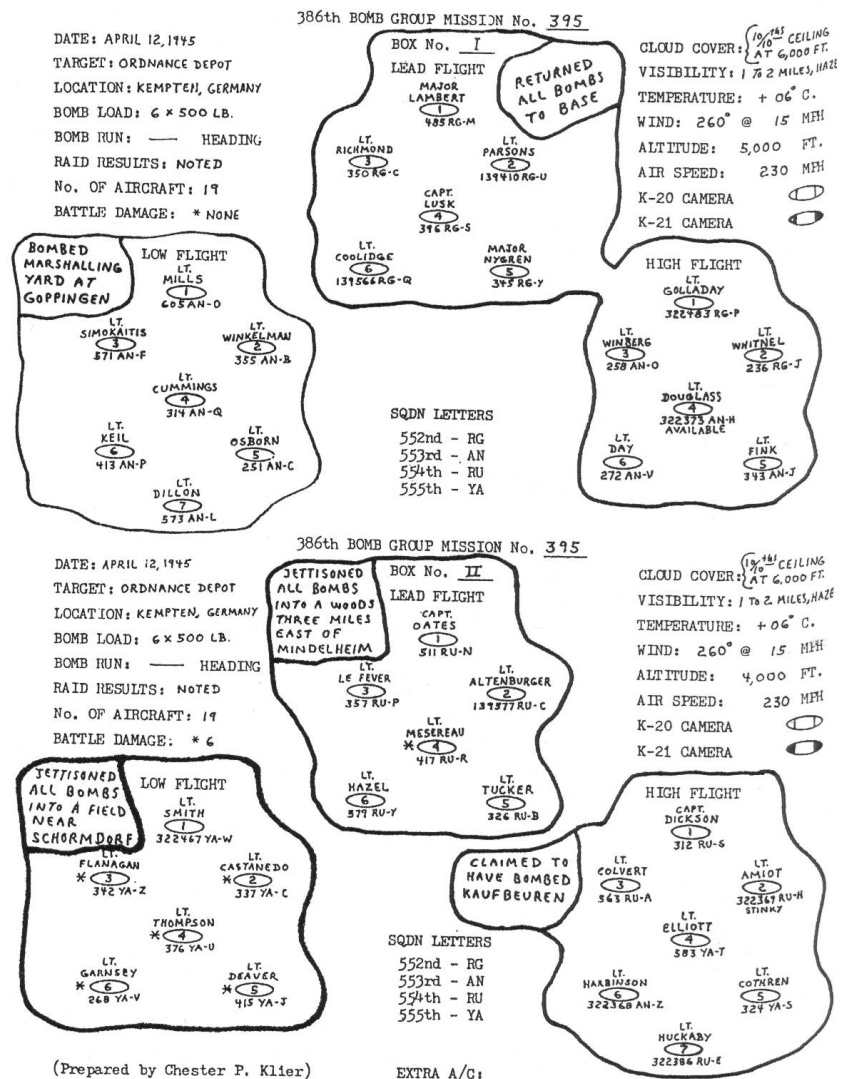 386th BOMB GROUP MISSION No. 395
DATE: APRIL 12, 1945
TARGET: ORDNANCE DEPOT
LOCATION: KEMPTEN, GERMANY
BOMB LOAD: 6 × 500 LB.
BOMB RUN: — HEADING
RAID RESULTS: NOTED
No. OF AIRCRAFT: 19
BATTLE DAMAGE: * NONE
BOX No. I
LEAD FLIGHT
RETURNED
ALL BOMBS
TO BASE
MAJOR
LAMBERT
1
485 RG-M
LT.
RICHMOND
3
350 RG-C
LT.
PARSONS
2
139410 RG-U
CAPT.
LUSK
4
396 RG-S
LT.
COOLIDGE
6
139566 RG-Q
MAJOR
NYGREN
5
345 RG-Y
CLOUD COVER: 10/10ths CEILING
AT 6,000 FT.
VISIBILITY: 1 TO 2 MILES, HAZE
TEMPERATURE: + 06° C.
WIND: 260° @ 15 MPH
ALTITUDE: 5,000 FT.
AIR SPEED: 230 MPH
K-20 CAMERA
K-21 CAMERA
BOMBED
MARSHALLING
YARD AT
GOPPINGEN
LOW FLIGHT
LT.
MILLS
1
605 AN-D
LT.
SIMOKAITIS
3
571 AN-F
LT.
WINKELMAN
2
355 AN-B
LT.
CUMMINGS
4
314 AN-Q
LT.
KEIL
6
413 AN-P
LT.
OSBORN
5
251 AN-C
LT.
DILLON
7
573 AN-L
SQDN LETTERS
552nd - RG
553rd - AN
554th - RU
555th - YA
HIGH FLIGHT
LT.
GOLLADAY
1
322483 RG-P
LT.
WINBERG
3
258 AN-O
LT.
WHITNEL
2
236 RG-J
LT.
DOUGLASS
4
322373 AN-H
AVAILABLE
LT.
DAY
6
272 AN-V
LT.
FINK
5
343 AN-J
386th BOMB GROUP MISSION No. 395
DATE: APRIL 12, 1945
TARGET: ORDNANCE DEPOT
LOCATION: KEMPTEN, GERMANY
BOMB LOAD: 6 × 500 LB.
BOMB RUN: — HEADING
RAID RESULTS: NOTED
No. OF AIRCRAFT: 19
BATTLE DAMAGE: * 6
JETTISONED
ALL BOMBS
INTO A WOODS
THREE MILES
EAST OF
MINDELHEIM
BOX No. II
LEAD FLIGHT
CAPT.
OATES
1
511 RU-N
LT.
LE FEVER
3
357 RU-P
LT.
ALTENBURGER
2
139577 RU-C
LT.
MESEREAU
* 4
417 RU-R
LT.
HAZEL
6
579 RU-Y
LT.
TUCKER
5
326 RU-B
CLOUD COVER: 10/10ths CEILING
AT 6,000 FT.
VISIBILITY: 1 TO 2 MILES, HAZE
TEMPERATURE: + 06° C.
WIND: 260° @ 15 MPH
ALTITUDE: 4,000 FT.
AIR SPEED: 230 MPH
K-20 CAMERA
K-21 CAMERA
JETTISONED
ALL BOMBS
INTO A FIELD
NEAR
SCHORMDORF
LOW FLIGHT
LT.
SMITH
1
322467 YA-W
LT.
FLANAGAN
* 3
342 YA-Z
LT.
CASTANEDO
* 2
337 YA-C
LT.
THOMPSON
* 4
376 YA-U
LT.
GARNSEY
* 6
268 YA-V
LT.
DEAVER
* 5
415 YA-J
CLAIMED TO
HAVE BOMBED
KAUFBEUREN
HIGH FLIGHT
CAPT.
DICKSON
1
312 RU-S
LT.
COLVERT
3
563 RU-A
LT.
AMIOT
2
322369 RU-H
STINKY
LT.
ELLIOTT
4
583 YA-T
LT.
HARBINSON
6
322368 AN-Z
LT.
COTHREN
5
324 YA-S
LT.
HUCKABY
7
322386 RU-E
SQDN LETTERS
552nd - RG
553rd - AN
554th - RU
555th - YA
(Prepared by Chester P. Klier)
EXTRA A/C: